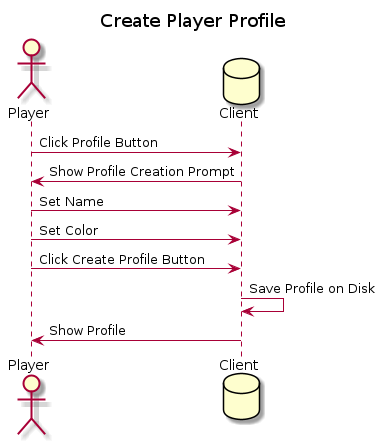 Create Player Profile
Player
Client
Click Profile Button
Show Profile Creation Prompt
Set Name
Set Color
Click Create Profile Button
Save Profile on Disk
Show Profile
Player
Client